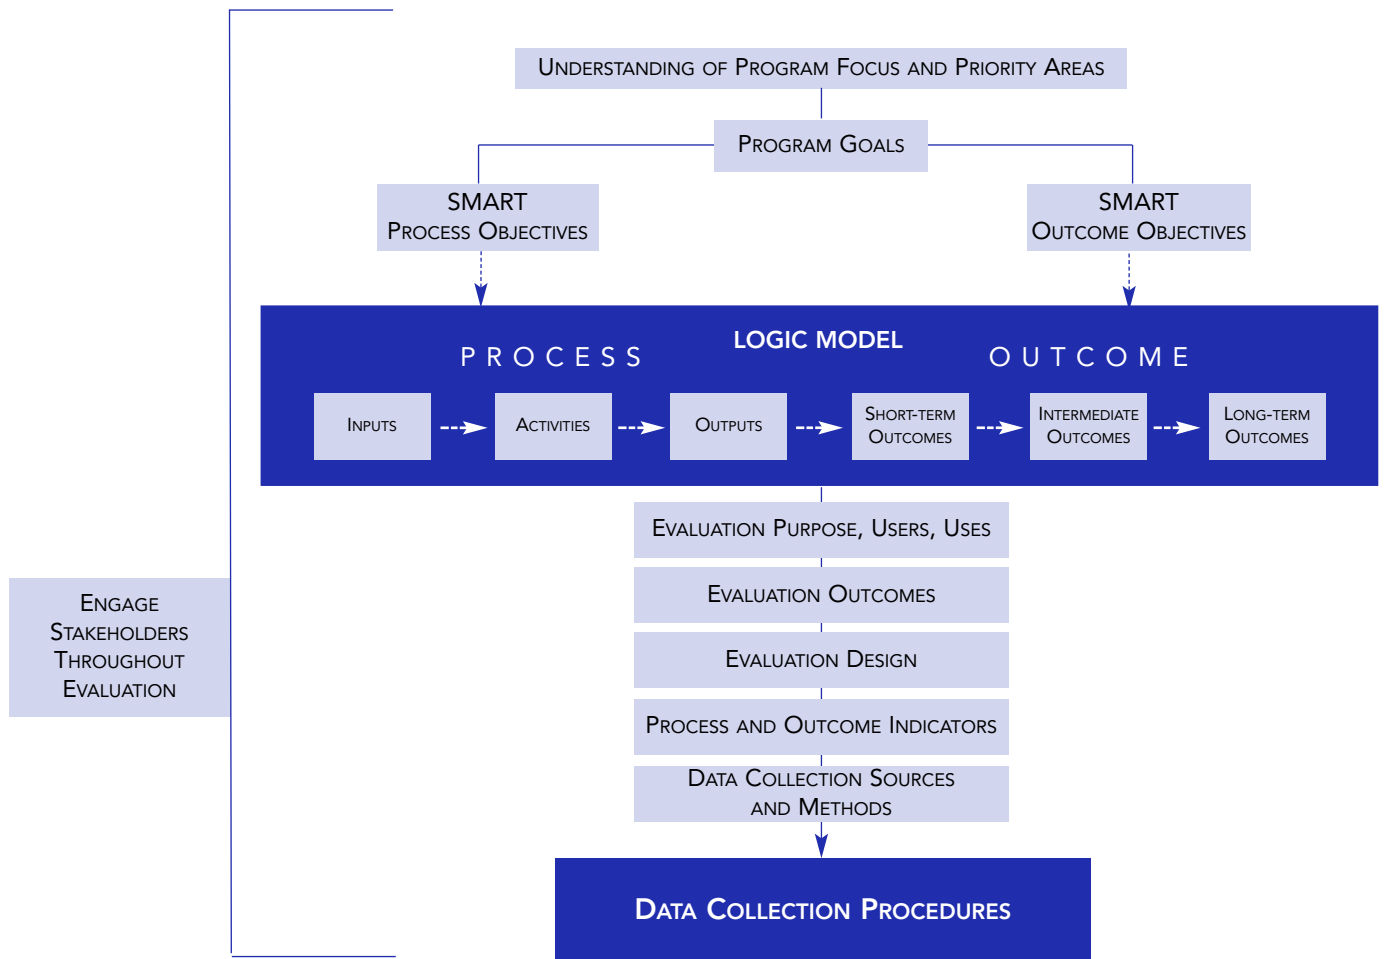 Understanding of Program Focus and Priority Areas
Program Goals
SMART
Process Objectives
SMART
Outcome Objectives
LOGIC MODEL
PROCESS
OUTCOME
Inputs
Activities
Outputs
Short-term
Outcomes
Intermediate
Outcomes
Long-term
Outcomes
Evaluation Purpose, Users, Uses
Evaluation Outcomes
Evaluation Design
Process and Outcome Indicators
Data Collection Sources
and Methods
Data Collection Procedures
Engage
Stakeholders
Throughout
Evaluation